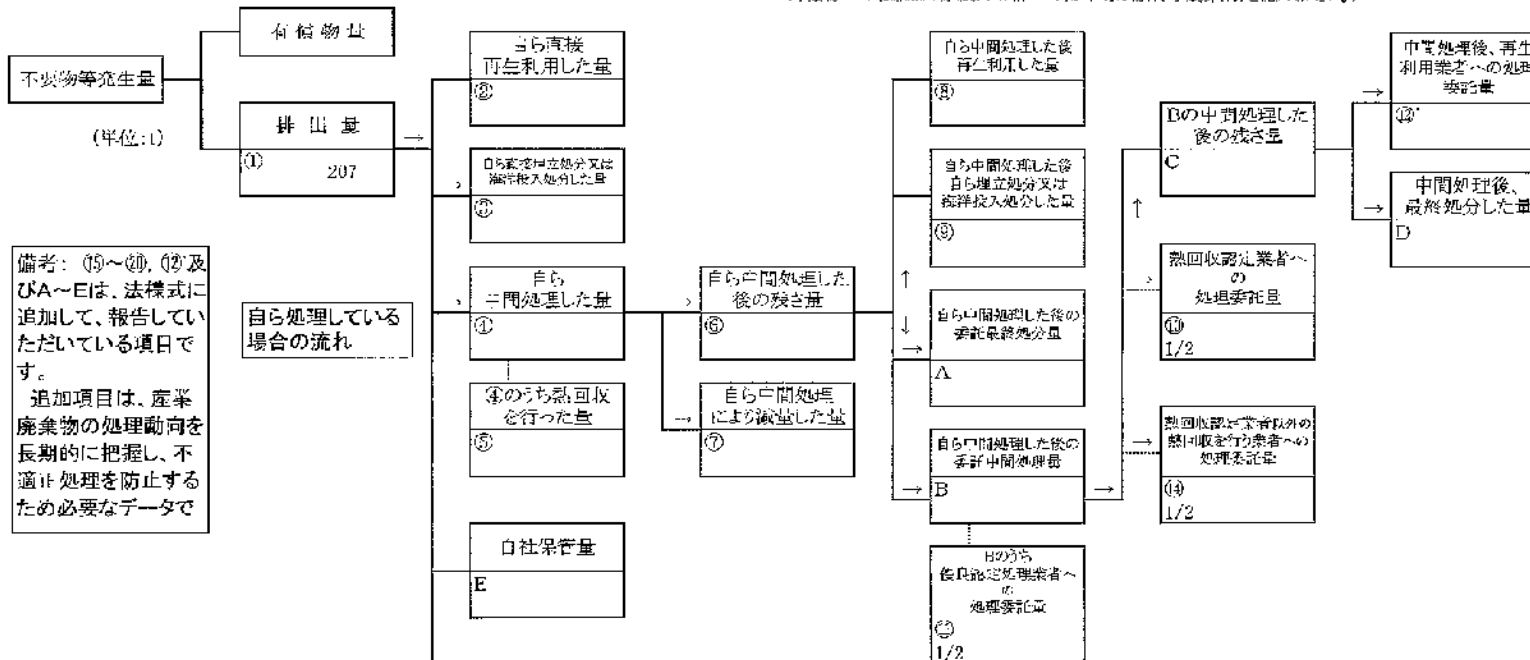 有償物量
不要物等発生量
(単位:t)
排出量
①
207
→
自ら直接
再生利用した量
②
自ら直接埋立処分又は
海洋投入処分した量
③
自ら
中間処理した量
④
④のうち熱回収
を行った量
⑤
自社保管量
E
備考: ⑮~⑳, ⑫'及
びA~Eは、法様式に
追加して、報告してい
ただいている項目で
す。
追加項目は、産業
廃棄物の処理動向を
長期的に把握し、不
適正処理を防止する
ため必要なデータで
自ら処理している
場合の流れ
自ら中間処理した
後の残さ量
⑥
自ら中間処理
により減量した量
⑦
自ら中間処理した後
再生利用した量
⑧
自ら中間処理した後
自ら埋立処分又は
海洋投入処分した量
⑨
自ら中間処理した後の
委託最終処分量
A
自ら中間処理した後の
委託中間処理量
B
Bのうち
優良認定処理業者へ
の
処理委託量
1/2
Bの中間処理した
後の残さ量
C
熱回収認定業者へ
の
処理委託量
⑬
1/2
熱回収認定業者以外の
熱回収を行う業者への
処理委託量
⑭
1/2
中間処理後、再生
利用業者への処理
委託量
⑫'
中間処理後、
最終処分した量
D